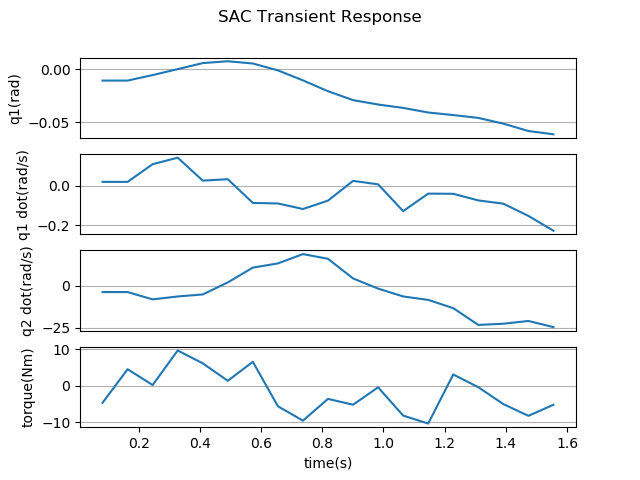 SAC Transient Response
0.00
−0.05
q1(rad)
0.0
−0.2
q1 dot(rad/s)
0
−25
q2 dot(rad/s)
10
0
−10
torque(Nm)
0.2 0.4 0.6 0.8 1.0 1.2 1.4 1.6
time(s)